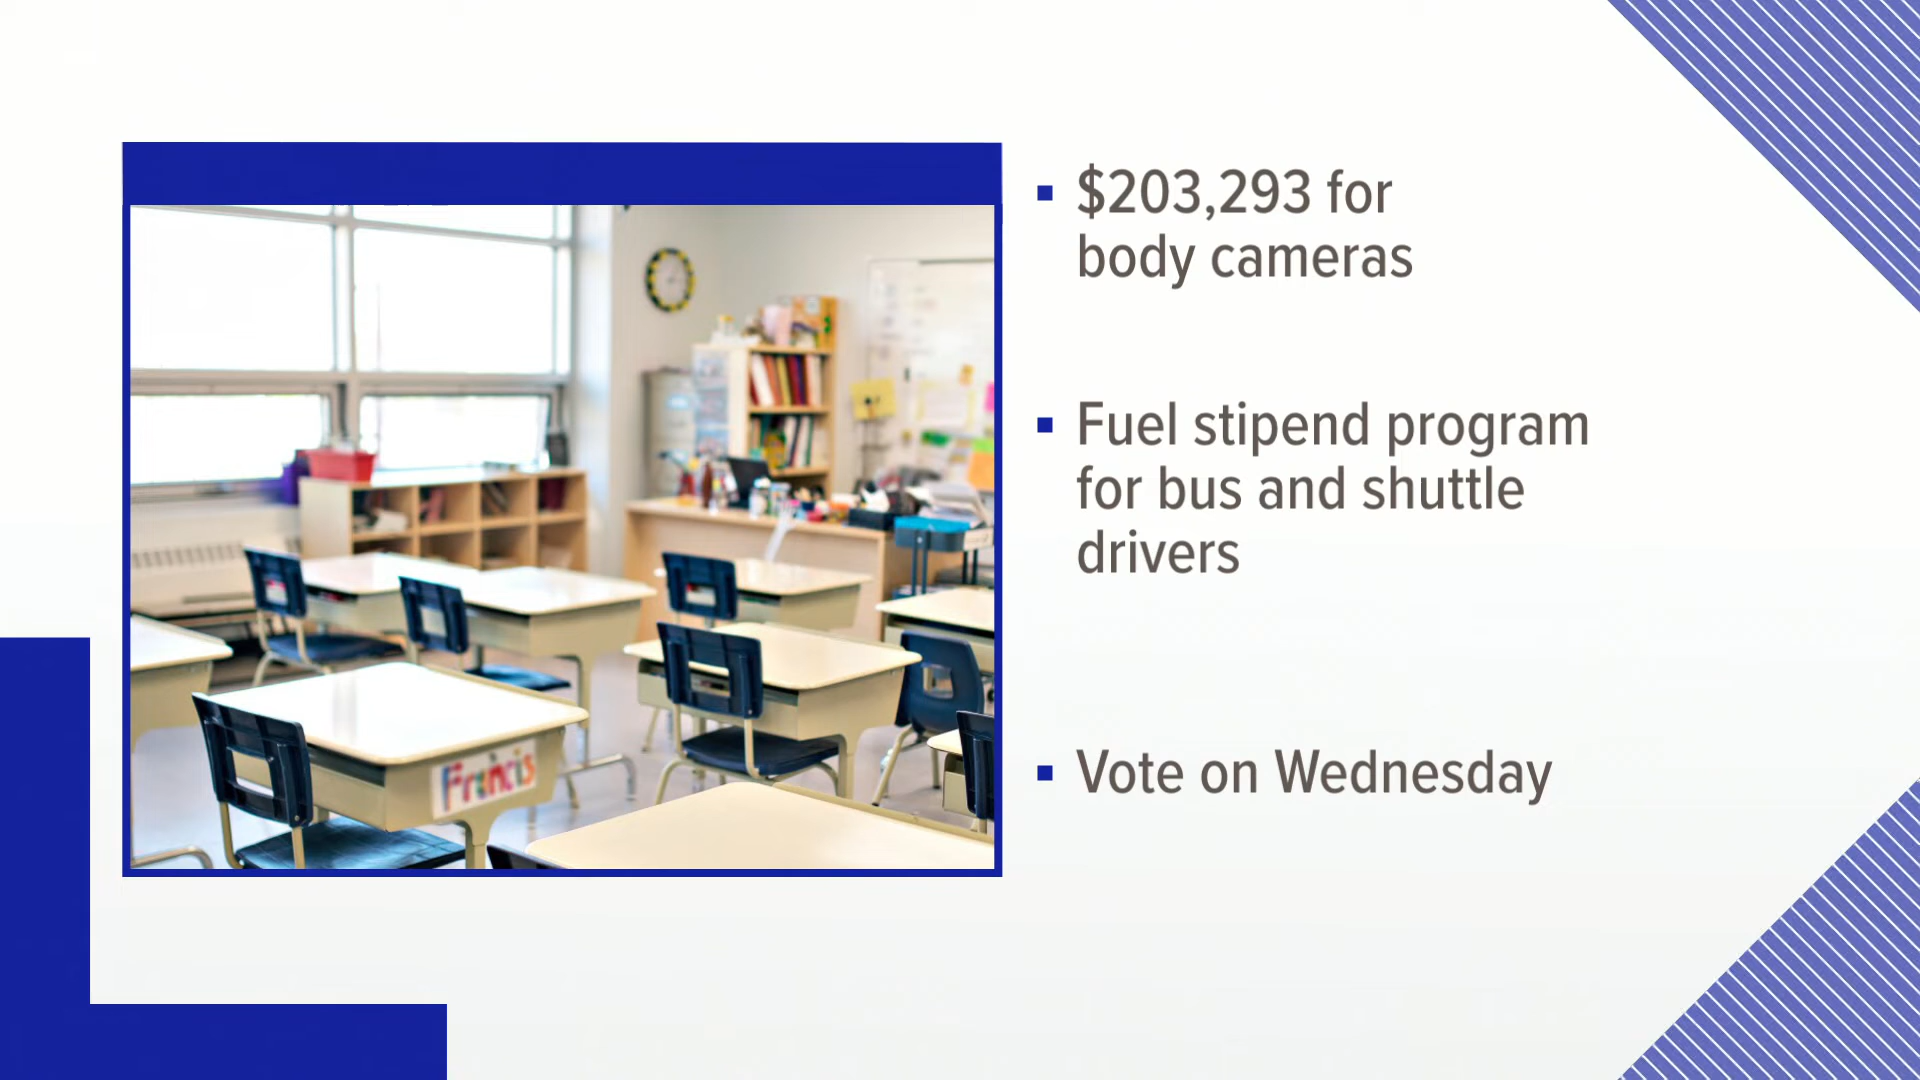 $203,293 for
body cameras
Fuel stipend program
for bus and shuttle
drivers
Vote on Wednesday
Francis